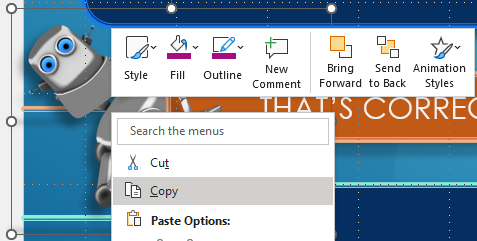 Style
Fill
Outline
New Comment
Bring Forward
Send to Back
Animation Styles
THAT'S CORREC
Search the menus
Cut
Copy
Paste Options: